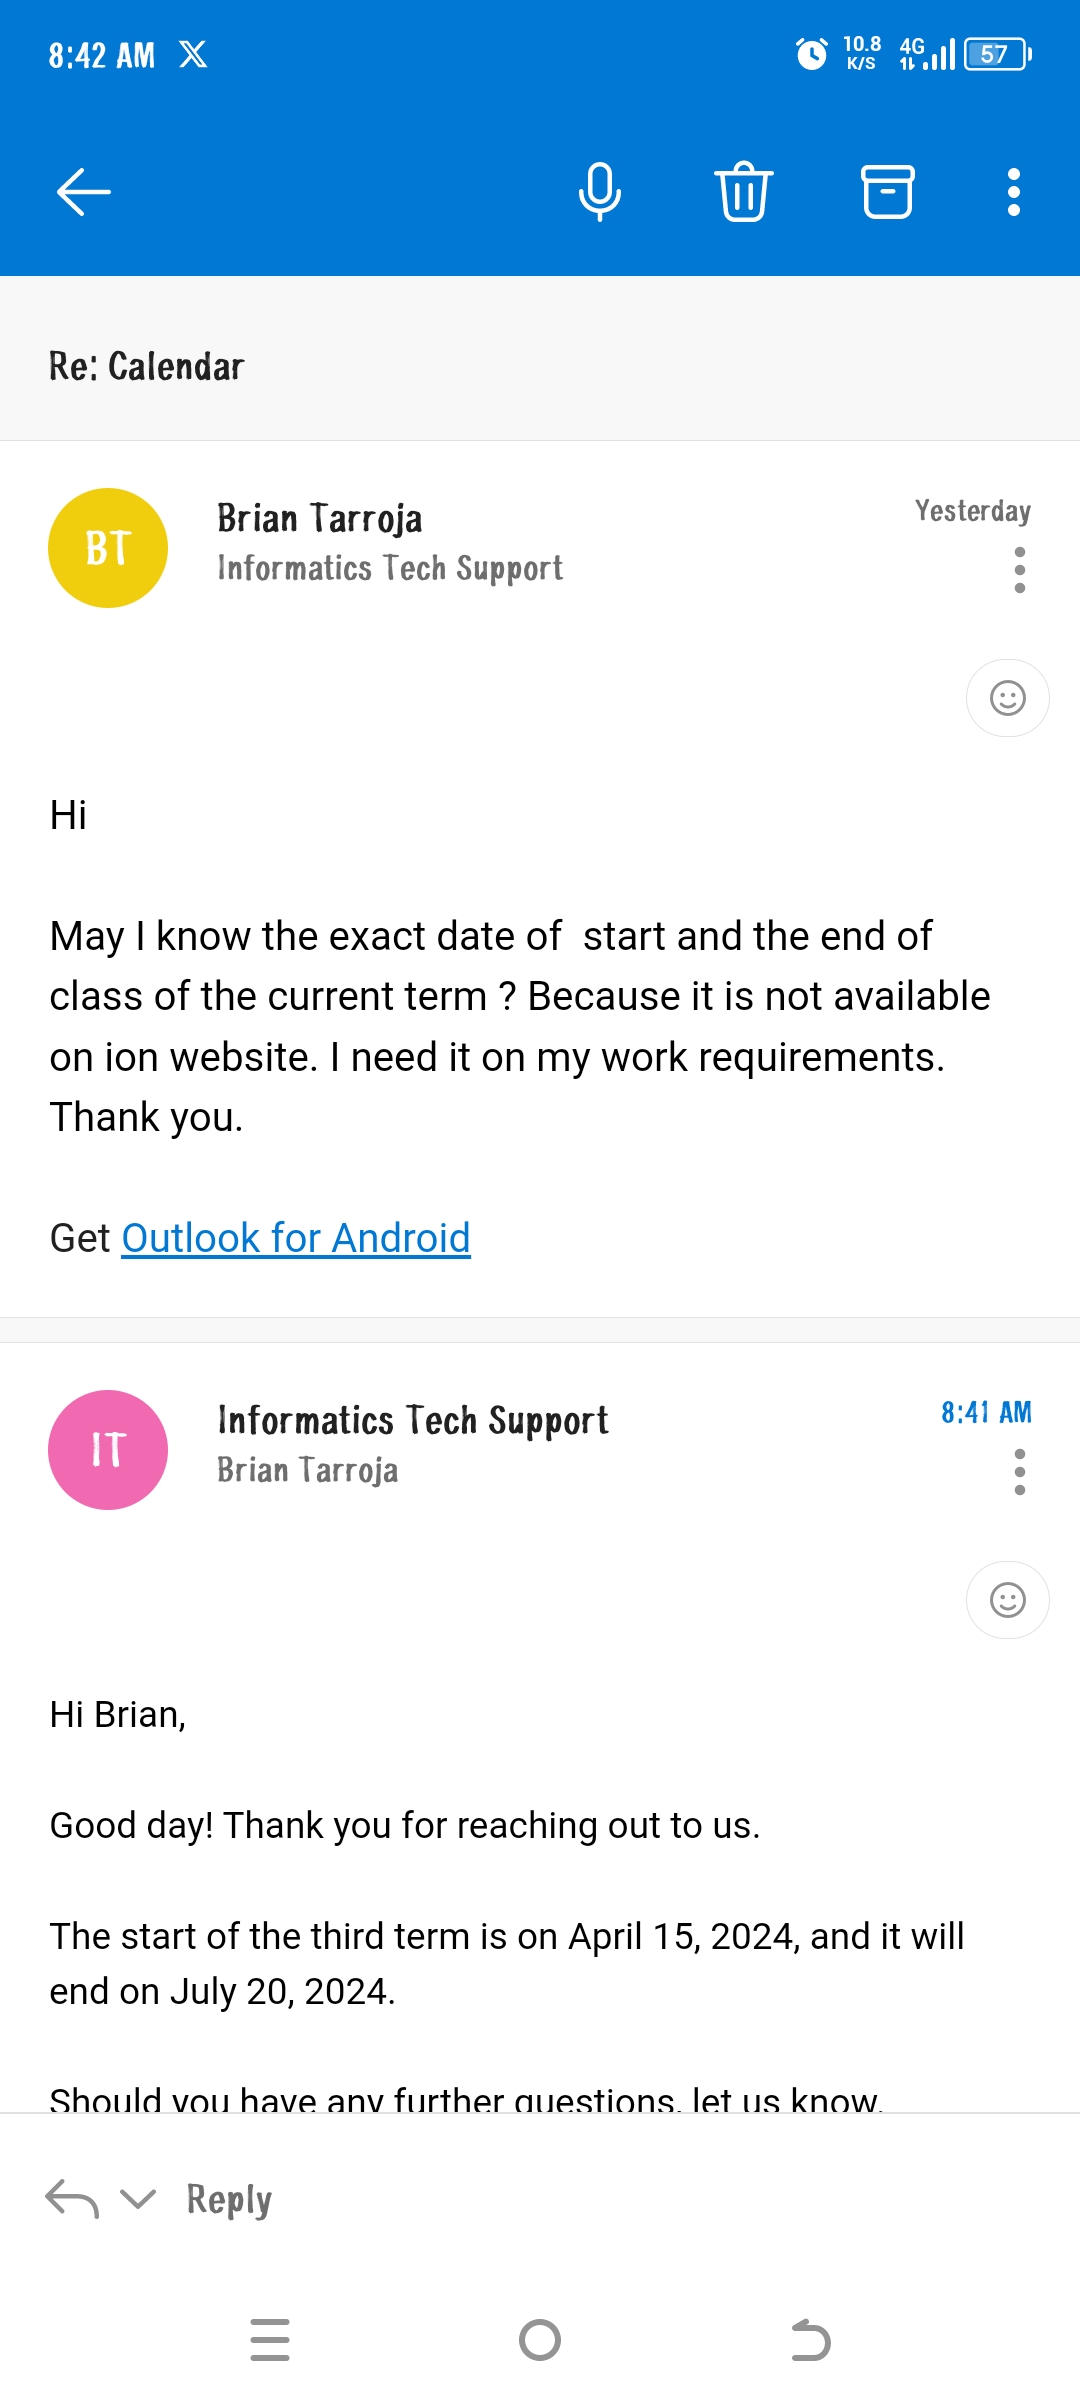 8:42 AM
10.8 K/S 4G 57
Re: Calendar
BT
Brian Tarroja
Yesterday
Informatics Tech Support
Hi
May I know the exact date of  start and the end of
class of the current term ? Because it is not available
on ion website. I need it on my work requirements.
Thank you.
Get Outlook for Android
IT
Informatics Tech Support
8:41 AM
Brian Tarroja
Hi Brian,
Good day! Thank you for reaching out to us.
The start of the third term is on April 15, 2024, and it will
end on July 20, 2024.
Should you have any further questions, let us know.
Reply